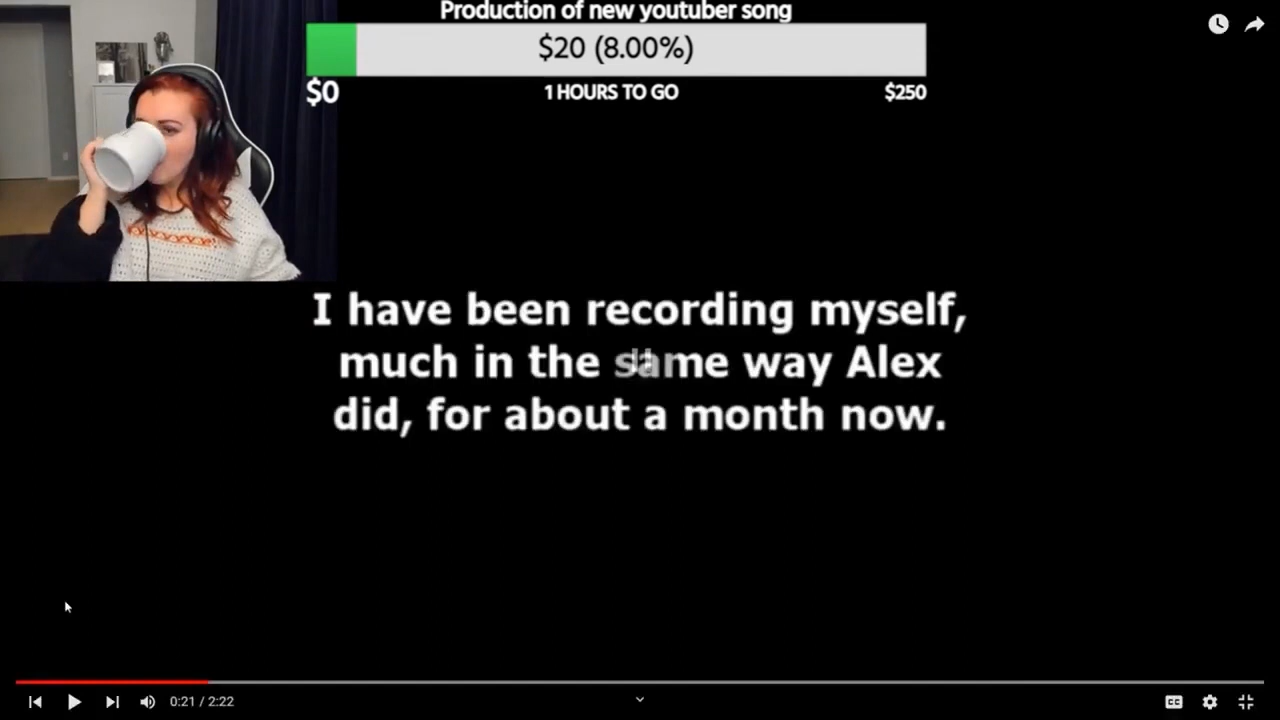 Production of new youtuber song
$20 (8.00%)
$0
1 HOURS TO GO
$250
I have been recording myself,
much in the same way Alex
did, for about a month now.
0:21 / 2:22
CC